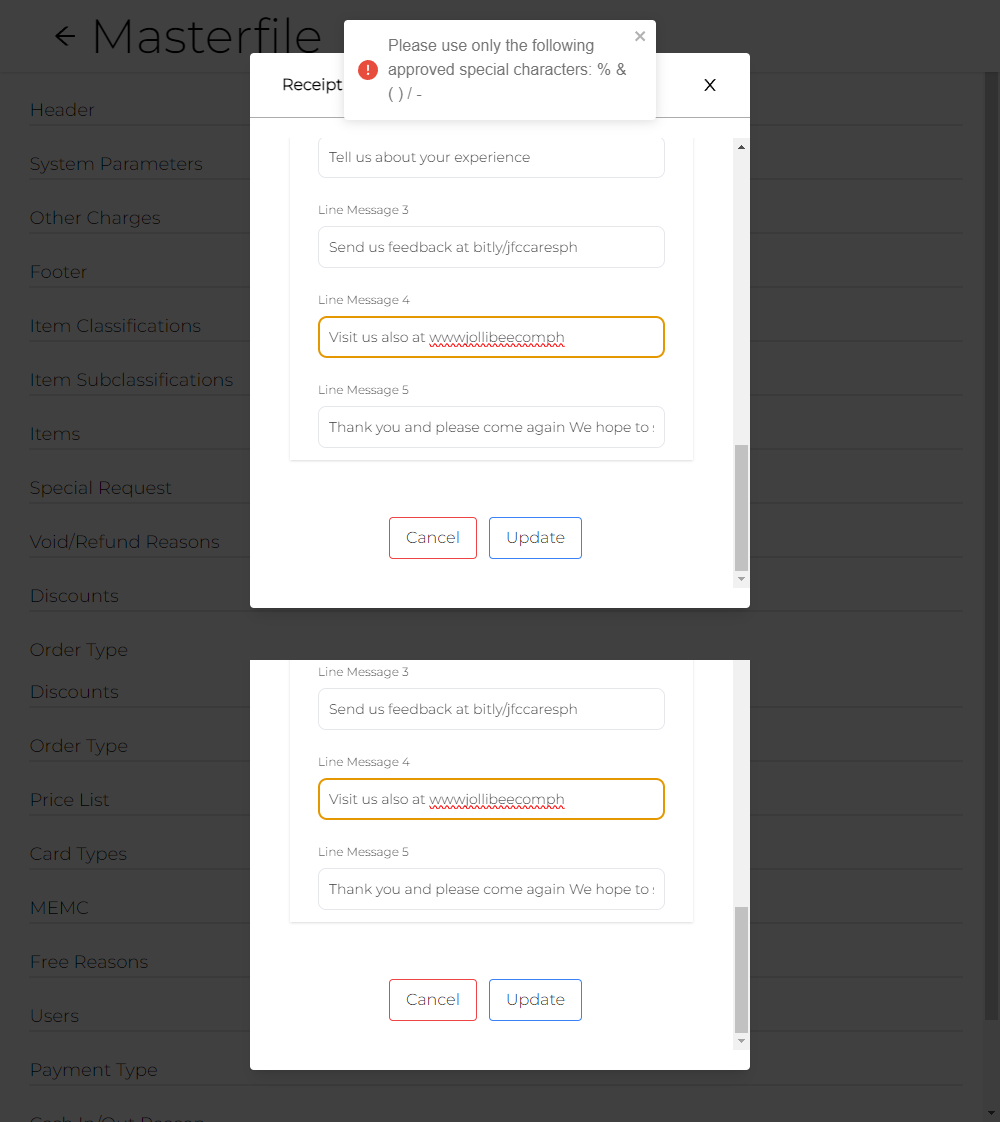 ← Masterfile
Please use only the following
approved special characters: % &
( ) / -
×
Receipt
X
Header
System Parameters
Other Charges
Footer
Item Classifications
Item Subclassifications
Items
Special Request
Void/Refund Reasons
Discounts
Order Type
Discounts
Order Type
Price List
Card Types
MEMC
Free Reasons
Users
Payment Type
Cash In/Out Reason
Tell us about your experience
Line Message 3
Send us feedback at bitly/jfccaresph
Line Message 4
Visit us also at wwwjollibeecomph
Line Message 5
Thank you and please come again We hope to
Cancel
Update
Line Message 3
Send us feedback at bitly/jfccaresph
Line Message 4
Visit us also at wwwjollibeecomph
Line Message 5
Thank you and please come again We hope to
Cancel
Update